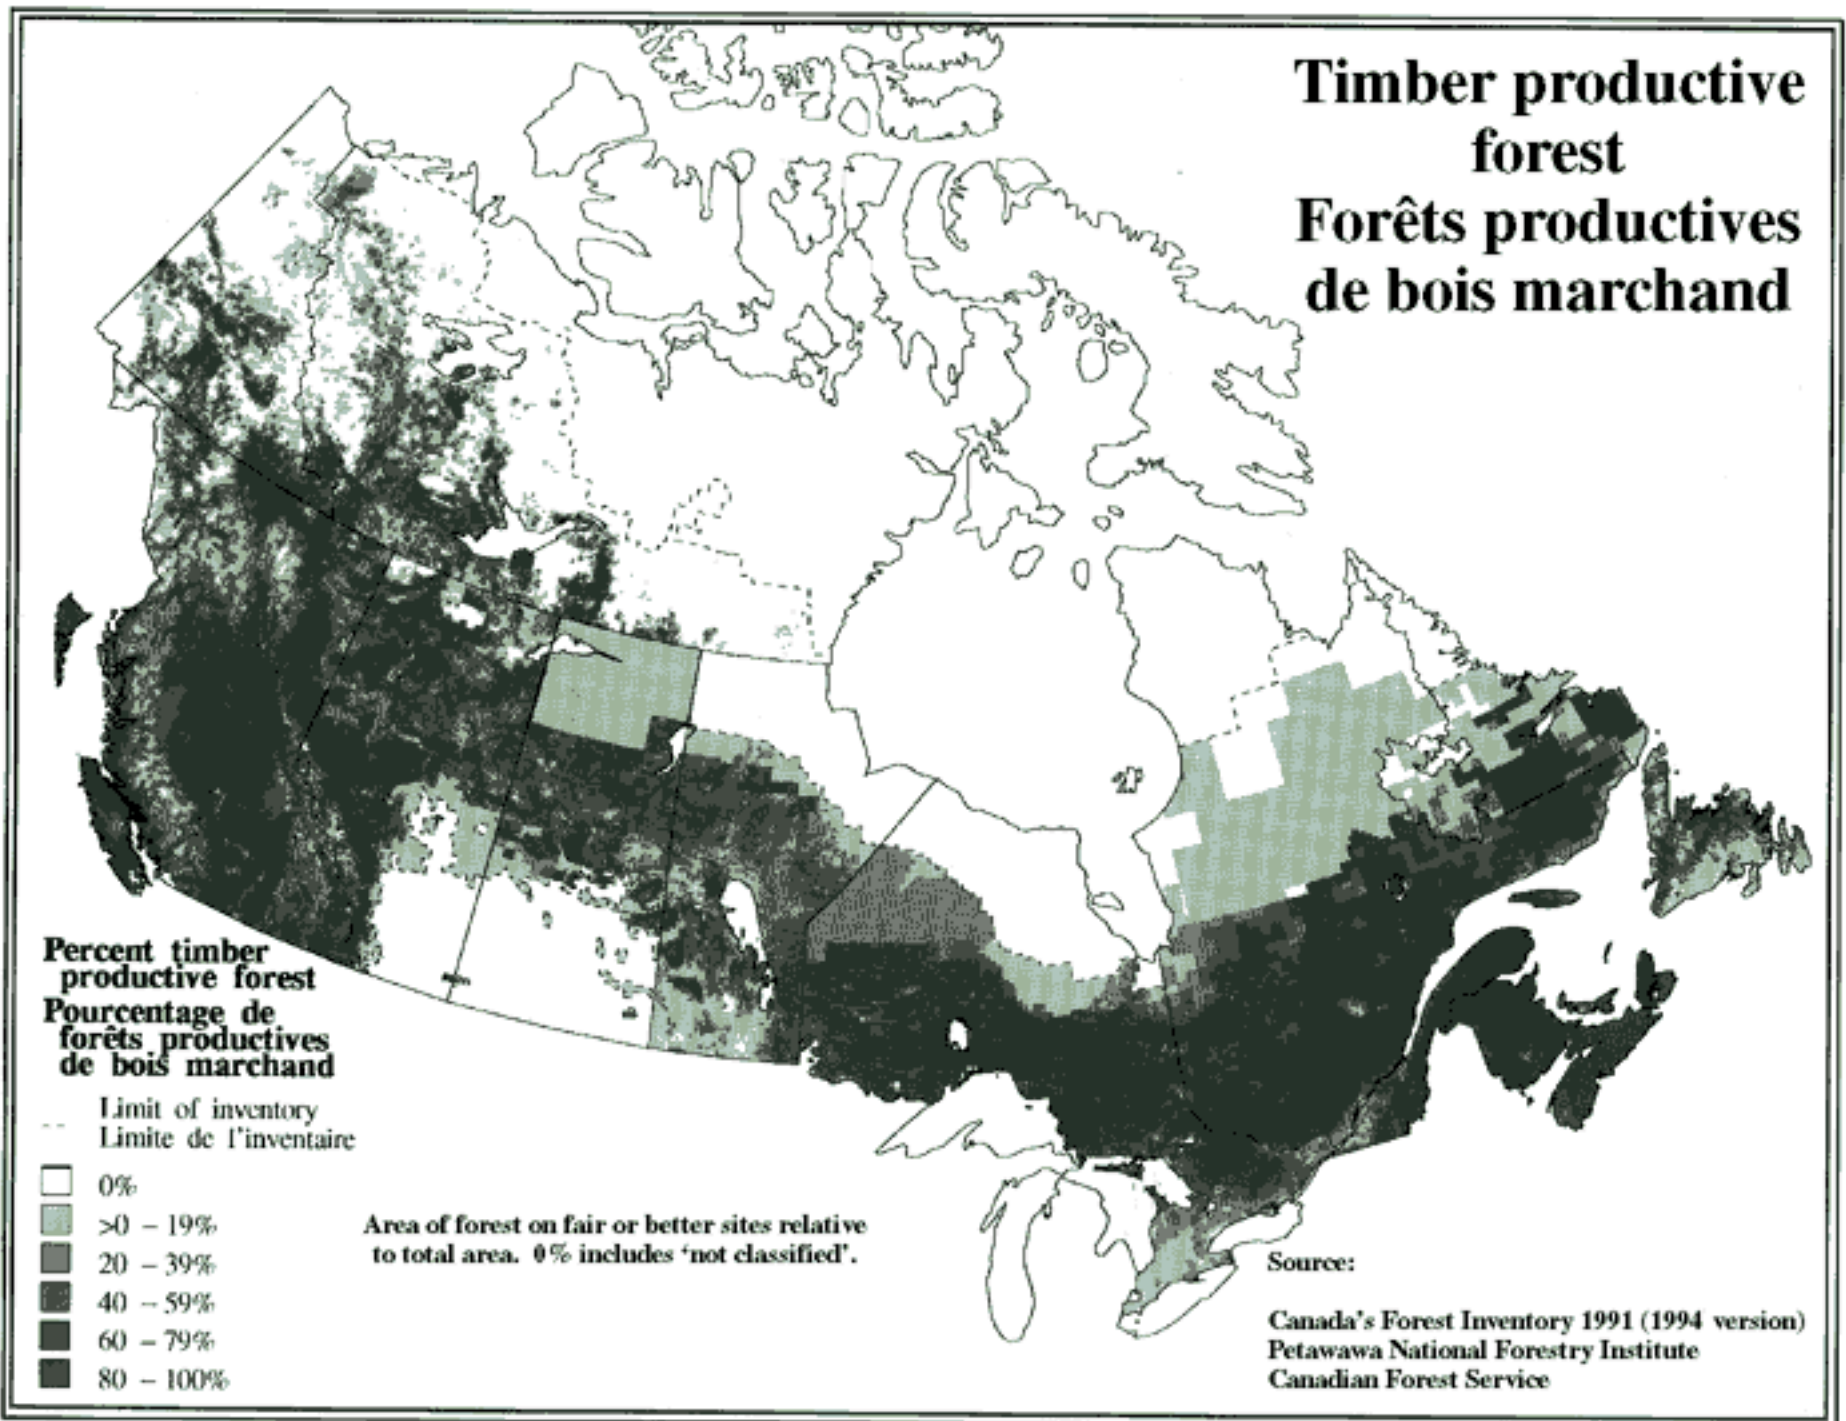 Timber productive
forest
Forêts productives
de bois marchand
Percent timber
productive forest
Pourcentage de
forêts productives
de bois marchand
Limit of inventory
Limite de l'inventaire
0%
>0 – 19%
20 – 39%
40 – 59%
60 – 79%
80 – 100%
Area of forest on fair or better sites relative
to total area. 0% includes ‘not classified’.
Source:
Canada's Forest Inventory 1991 (1994 version)
Petawawa National Forestry Institute
Canadian Forest Service